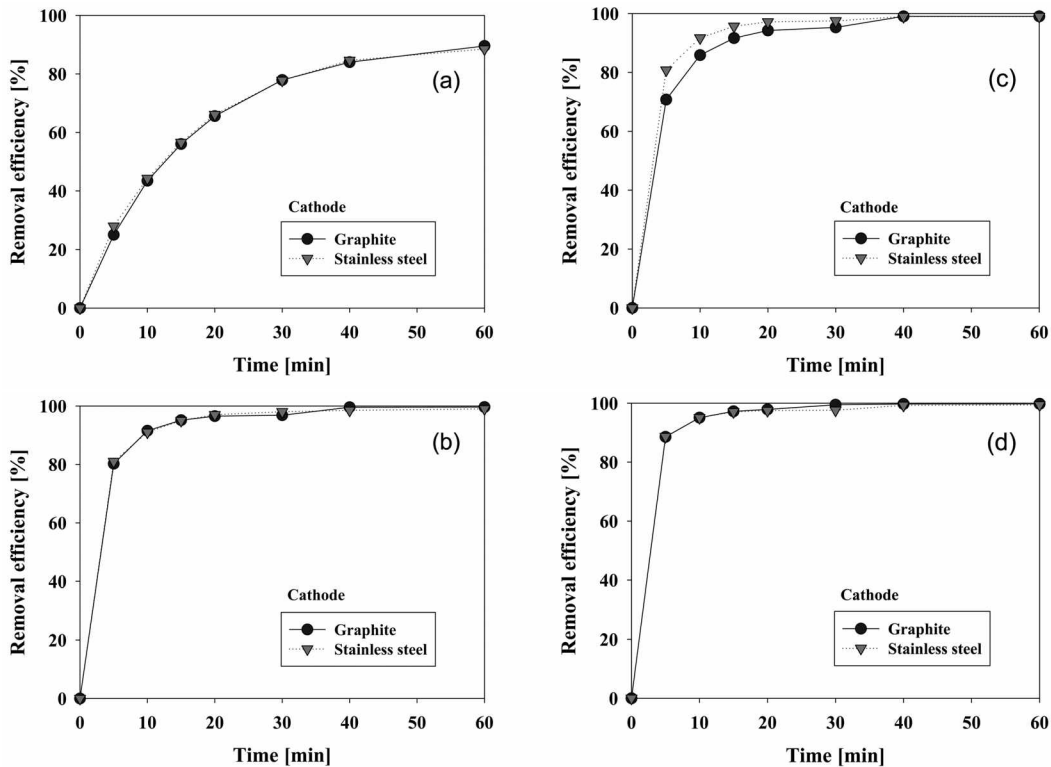 Removal efficiency [%]
100
80
60
40
20
0
(a)
Cathode
Graphite
Stainless steel
0 10 20 30 40 50 60
Time [min]
Removal efficiency [%]
100
80
60
40
20
0
(c)
Cathode
Graphite
Stainless steel
0 10 20 30 40 50 60
Time [min]
Removal efficiency [%]
100
80
60
40
20
0
(b)
Cathode
Graphite
Stainless steel
0 10 20 30 40 50 60
Time [min]
Removal efficiency [%]
100
80
60
40
20
0
(d)
Cathode
Graphite
Stainless steel
0 10 20 30 40 50 60
Time [min]